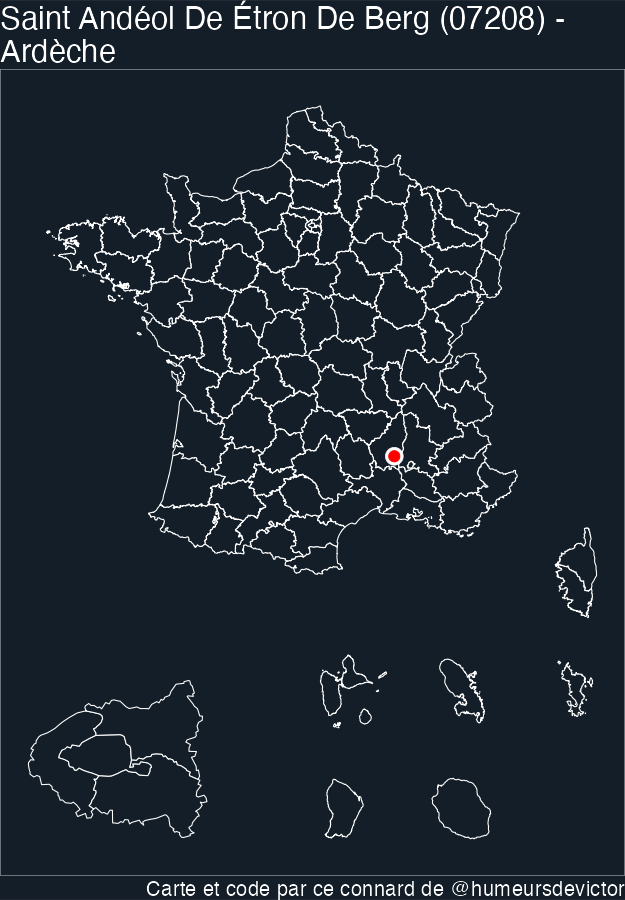 Saint Andéol De Étron De Berg (07208) -
Ardèche
Carte et code par ce connard de @humeursdevictor